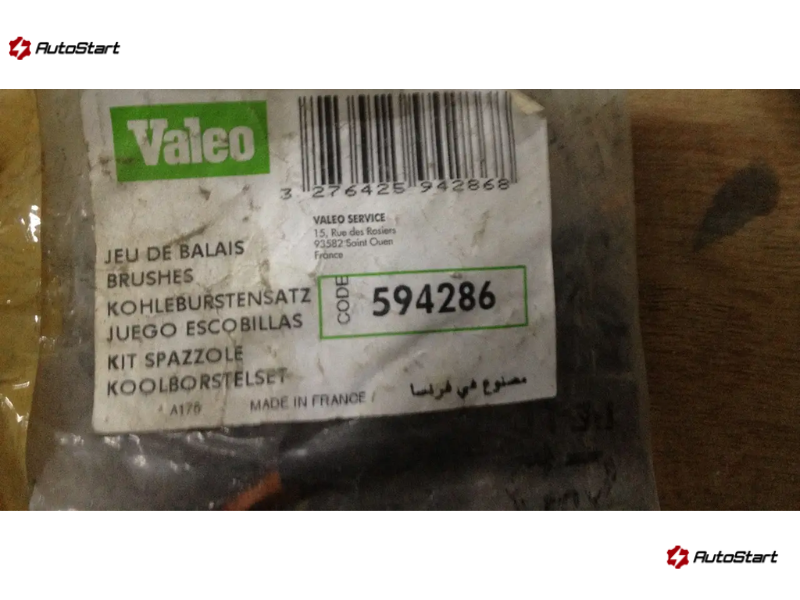 AutoStart
Valeo
3 276425 942868
VALEO SERVICE
15, Rue des Rosiers
93582 Saint Ouen
France
JEU DE BALAIS
BRUSHES
KOHLEBURSTENSATZ
JUEGO ESCOBILLAS
KIT SPAZZOLE
KOOLBORSTELSET
CODE 594286
A176 MADE IN FRANCE
مصنوع في فرنسا
AutoStart